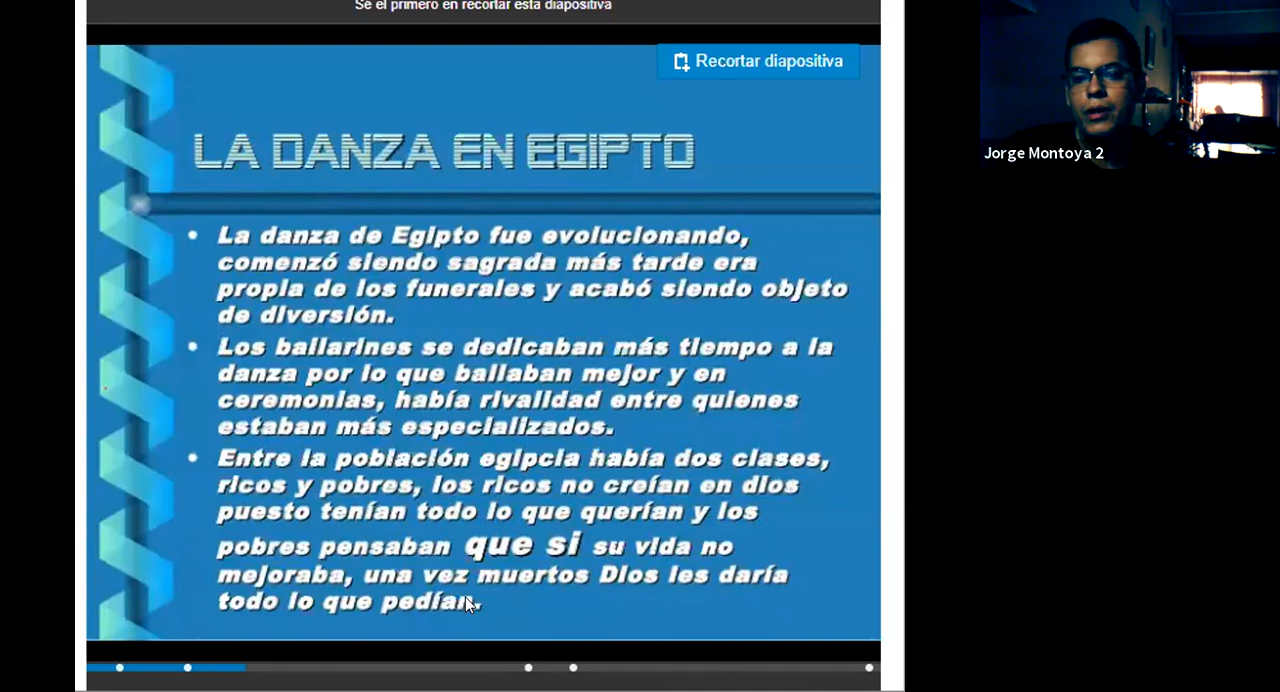 Sé el primero en recortar esta diapositiva
Recortar diapositiva
LA DANZA EN EGIPTO
• La danza de Egipto fue evolucionando,
comenzó siendo sagrada más tarde era
propia de los funerales y acabó siendo objeto
de diversión.
• Los bailarines se dedicaban más tiempo a la
danza por lo que bailaban mejor y en
ceremonias, había rivalidad entre quienes
estaban más especializados.
• Entre la población egipcia había dos clases,
ricos y pobres, los ricos no creían en dios
puesto tenían todo lo que querían y los
pobres pensaban que si su vida no
mejoraba, una vez muertos Dios les daría
todo lo que pedían.
Jorge Montoya 2